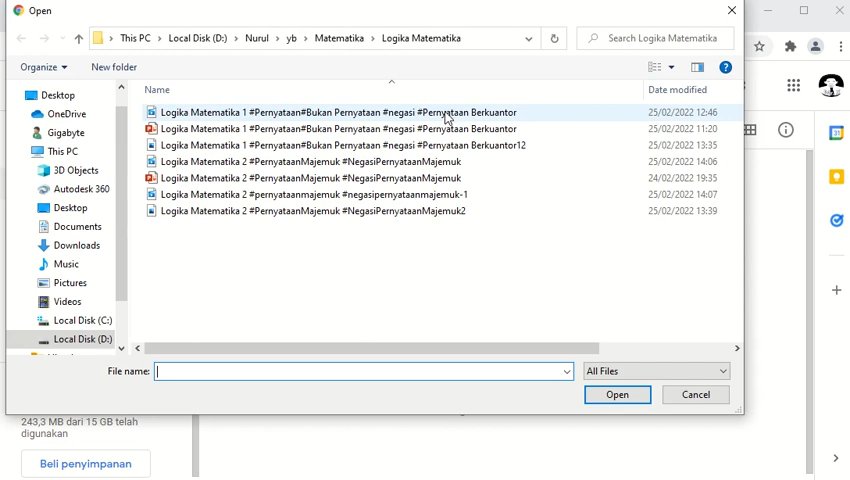 Open
This PC > Local Disk (D:) > Nurul > yb > Matematika > Logika Matematika
Search Logika Matematika
Organize
New folder
Name
Date modified
Desktop
OneDrive
Gigabyte
This PC
3D Objects
Autodesk 360
Desktop
Documents
Downloads
Music
Pictures
Videos
Local Disk (C:)
Local Disk (D:)
Logika Matematika 1 #Pernyataan#Bukan Pernyataan #negasi #Pernyataan Berkuantor 25/02/2022 12:46
Logika Matematika 1 #Pernyataan#Bukan Pernyataan #negasi #Pernyataan Berkuantor 25/02/2022 11:20
Logika Matematika 1 #Pernyataan#Bukan Pernyataan #negasi #Pernyataan Berkuantor12 25/02/2022 13:35
Logika Matematika 2 #PernyataanMajemuk #NegasiPernyataanMajemuk 25/02/2022 14:06
Logika Matematika 2 #PernyataanMajemuk #NegasiPernyataanMajemuk 24/02/2022 19:35
Logika Matematika 2 #pernyataanmajemuk #negasipernyataanmajemuk-1 25/02/2022 14:07
Logika Matematika 2 #PernyataanMajemuk #NegasiPernyataanMajemuk2 25/02/2022 13:39
File name:
All Files
Open
Cancel
243,3 MB dari 15 GB telah
digunakan
Beli penyimpanan
31